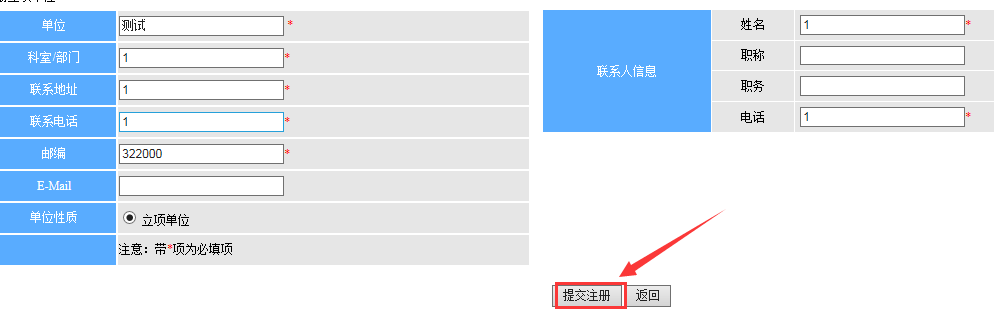 单位 测试 *
科室/部门 1 *
联系地址 1 *
联系电话 1 *
邮编 322000 *
E-Mail
单位性质 立项单位
注意：带*项为必填项
联系人信息
姓名 1 *
职称
职务
电话 1 *
提交注册 返回